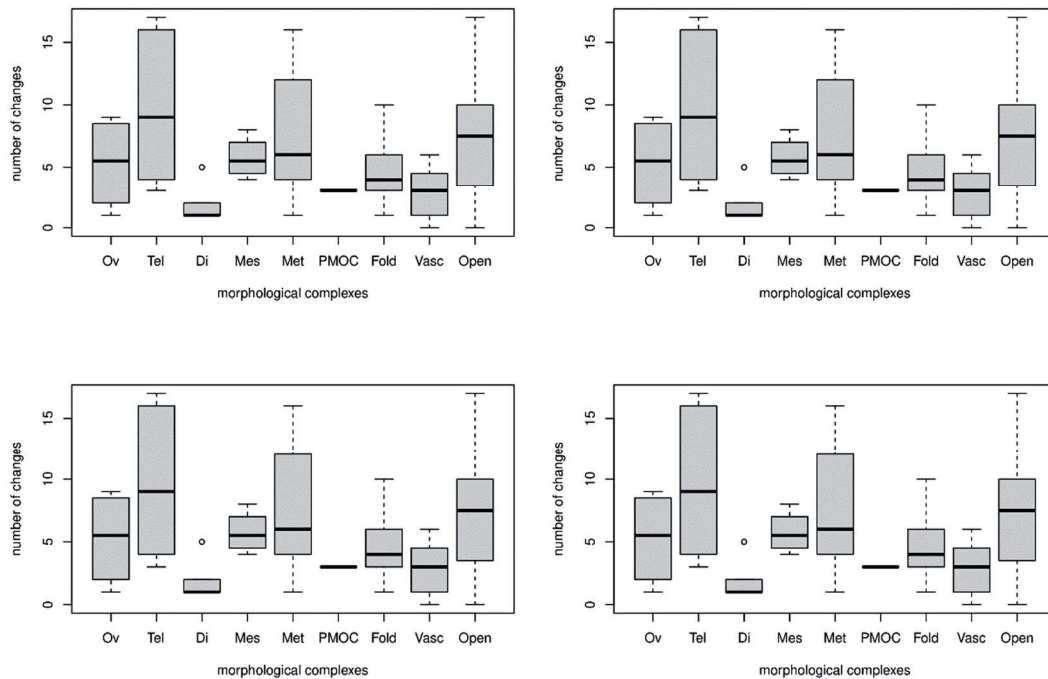 number of changes
15
10
5
0
Ov Tel Di Mes Met PMOC Fold Vasc Open
morphological complexes
number of changes
15
10
5
0
Ov Tel Di Mes Met PMOC Fold Vasc Open
morphological complexes
number of changes
15
10
5
0
Ov Tel Di Mes Met PMOC Fold Vasc Open
morphological complexes
number of changes
15
10
5
0
Ov Tel Di Mes Met PMOC Fold Vasc Open
morphological complexes